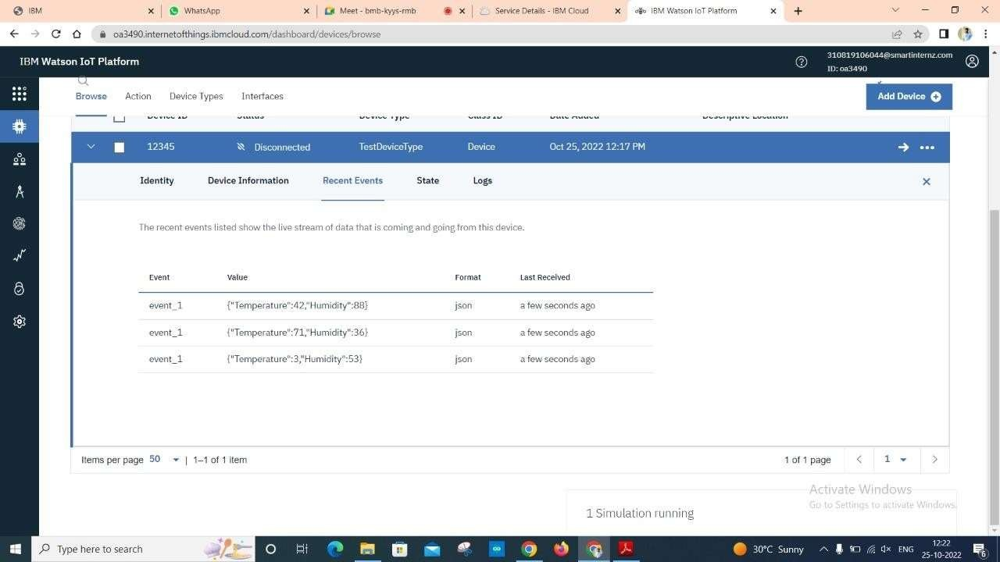 IBM
WhatsApp
Meet - bmb-kyys-rmb
Service Details - IBM Cloud
IBM Watson IoT Platform
oa3490.internetofthings.ibmcloud.com/dashboard/devices/browse
IBM Watson IoT Platform
310819106044@smartinternz.com
ID: oa3490
Browse Action Device Types Interfaces
Add Device
Device ID Status Device Type Class ID Date Added Descriptive Location
12345 Disconnected TestDeviceType Device Oct 25, 2022 12:17 PM
Identity Device Information Recent Events State Logs
The recent events listed show the live stream of data that is coming and going from this device.
Event Value Format Last Received
event_1 {"Temperature":42,"Humidity":88} json a few seconds ago
event_1 {"Temperature":71,"Humidity":36} json a few seconds ago
event_1 {"Temperature":3,"Humidity":53} json a few seconds ago
Items per page 50 | 1–1 of 1 item
1 of 1 page 1
Activate Windows
Go to Settings to activate Windows.
1 Simulation running
Type here to search
30°C Sunny
ENG
12:22
25-10-2022
6